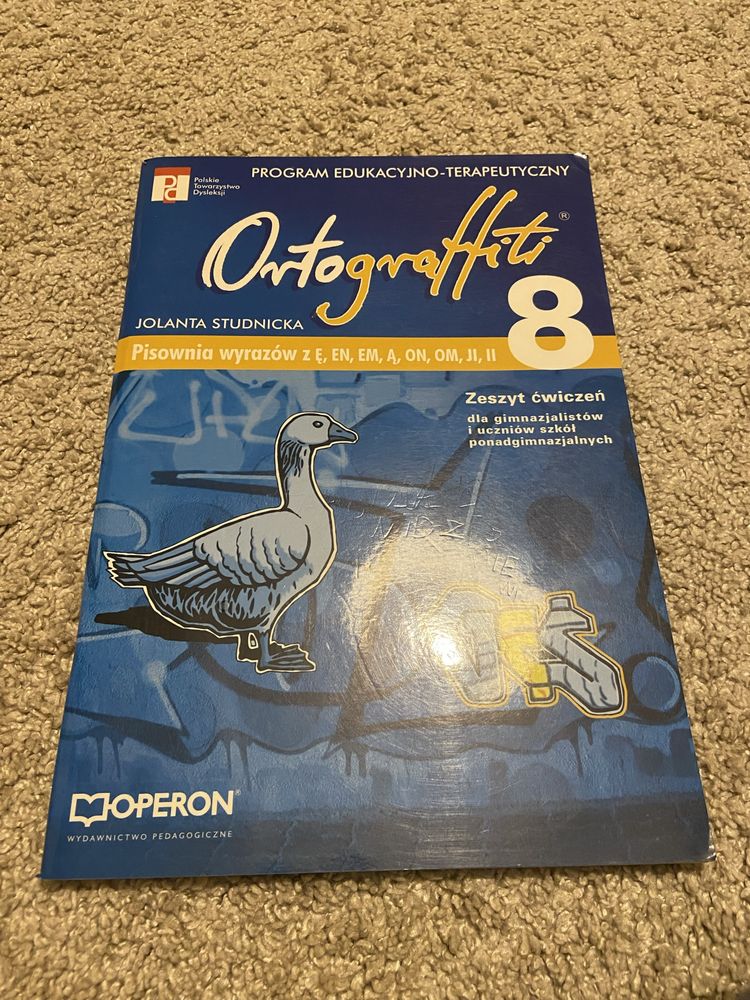 PROGRAM EDUKACYJNO-TERAPEUTYCZNY
Polskie
Towarzystwo
Dysleksji
Ortograffiti®
8
JOLANTA STUDNICKA
Pisownia wyrazów z Ę, EN, EM, Ą, ON, OM, JI, II
Zeszyt ćwiczeń
dla gimnazjalistów
i uczniów szkół
ponadgimnazjalnych
OPERON®
WYDAWNICTWO PEDAGOGICZNE